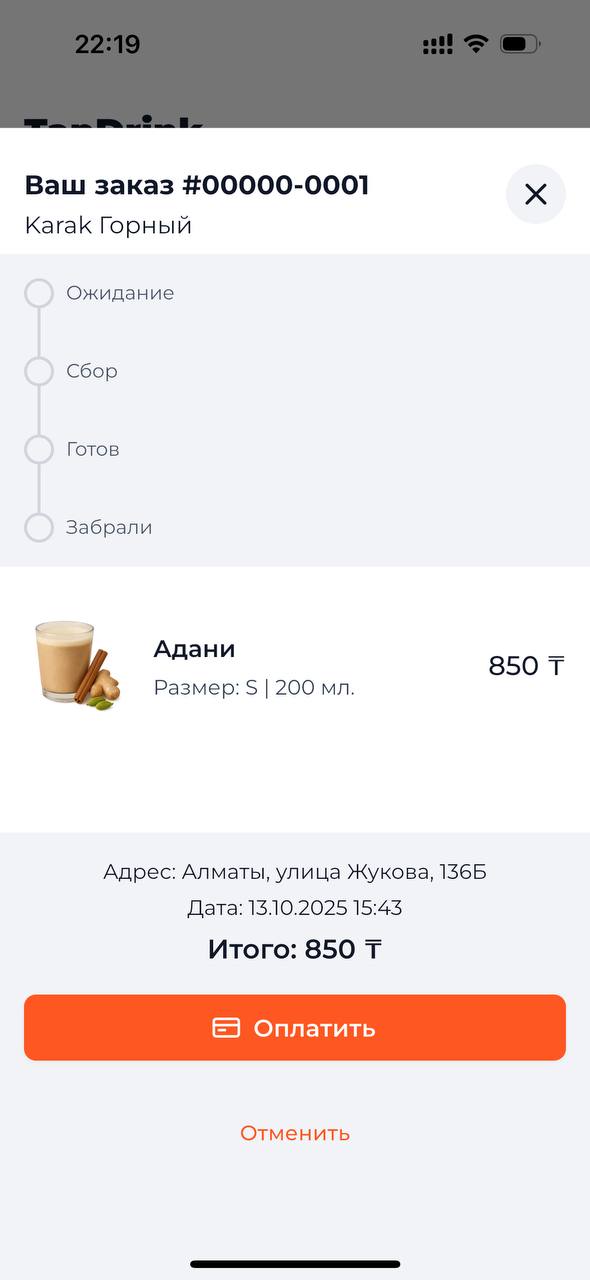 22:19
TapDrink
Ваш заказ #00000-0001
Karak Горный
Ожидание
Сбор
Готов
Забрали
Адани
Размер: S | 200 мл.
850 ₸
Адрес: Алматы, улица Жукова, 136Б
Дата: 13.10.2025 15:43
Итого: 850 ₸
Оплатить
Отменить